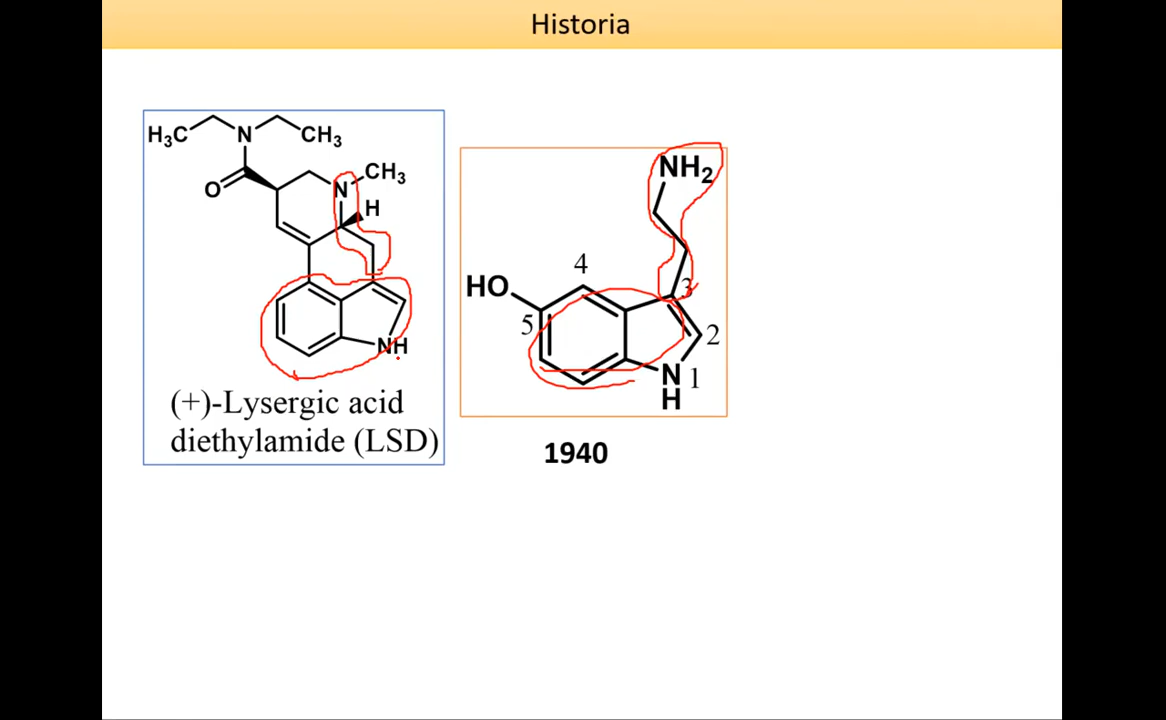 Historia
H₃C N CH₃
O N CH₃
H
NH
(+)-Lysergic acid
diethylamide (LSD)
NH₂
4
HO 3
5 2
N 1
H
1940